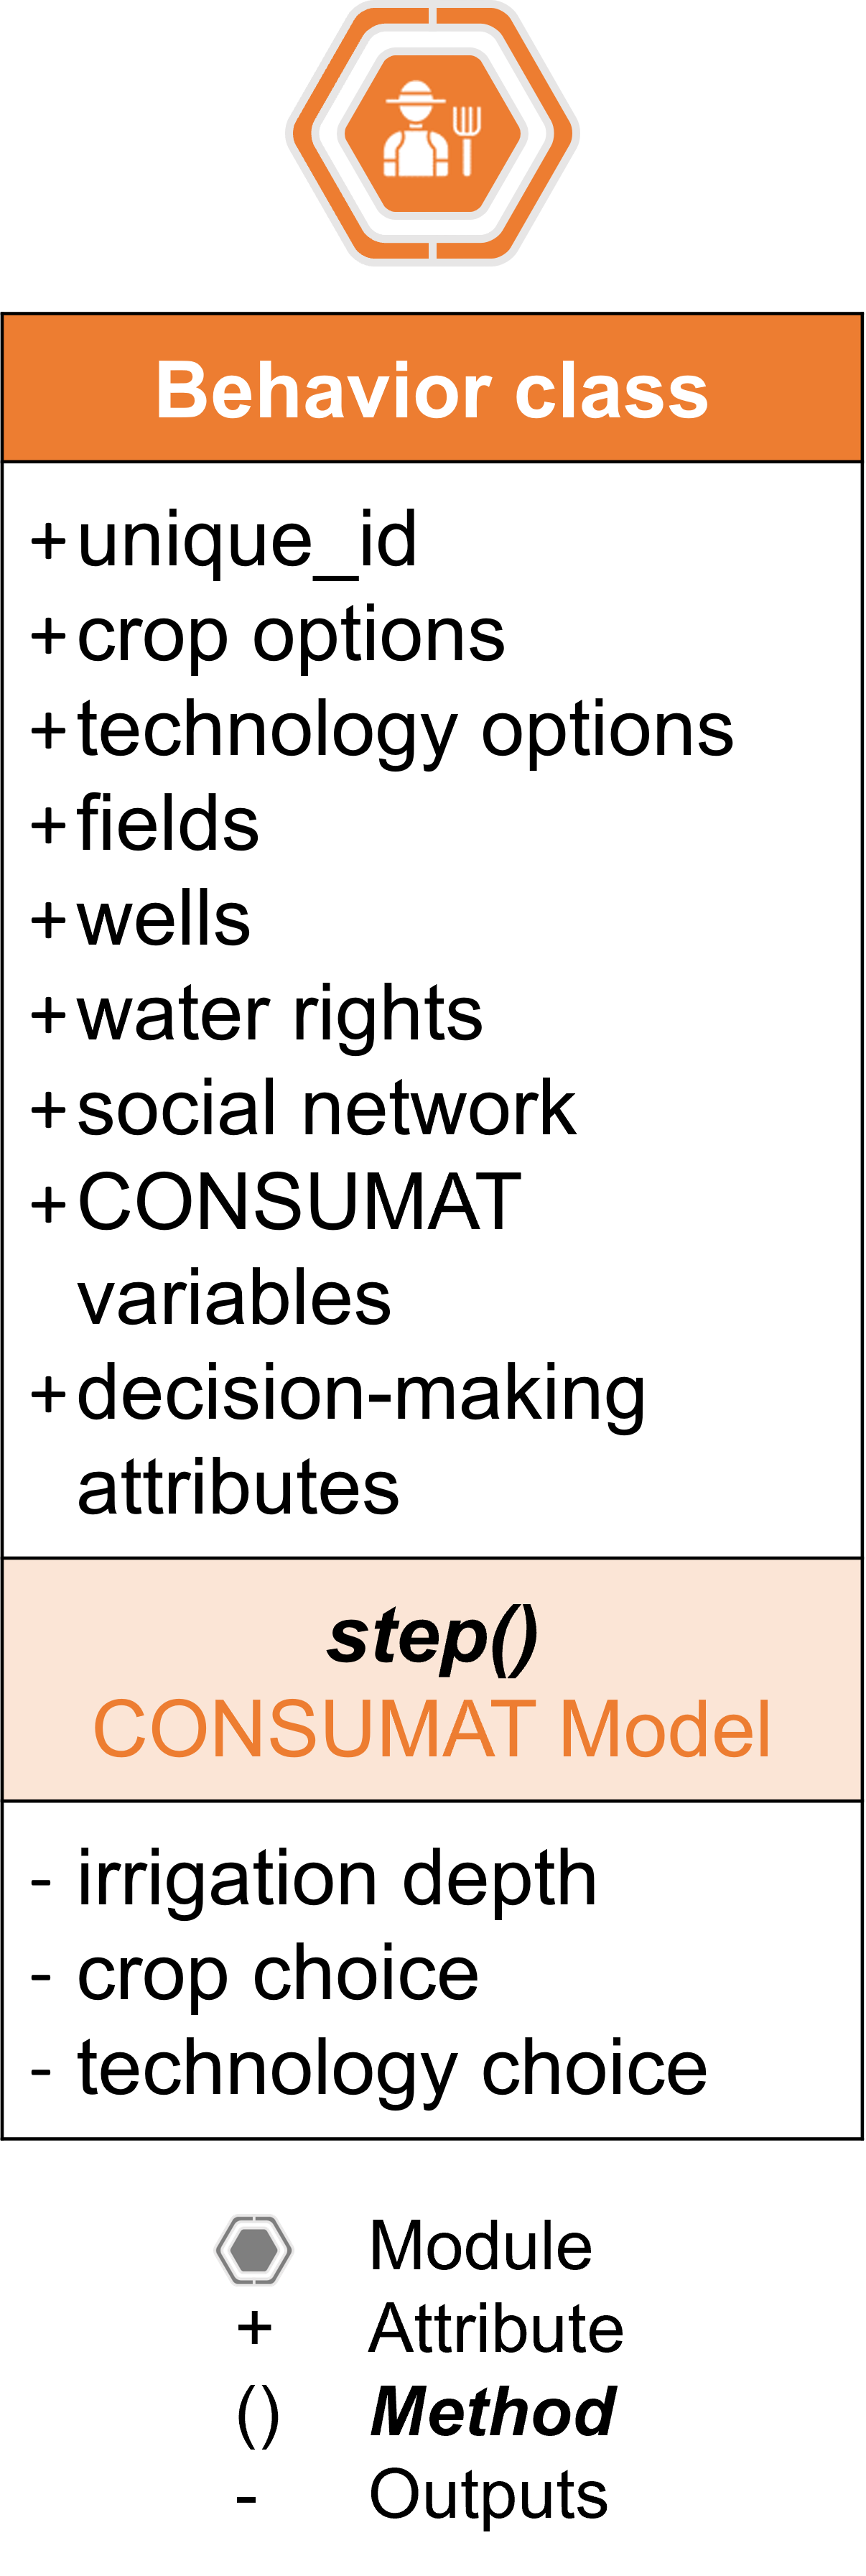 Behavior class
+ unique_id
+ crop options
+ technology options
+ fields
+ wells
+ water rights
+ social network
+ CONSUMAT
variables
+ decision-making
attributes
step()
CONSUMAT Model
- irrigation depth
- crop choice
- technology choice
Module
+ Attribute
() Method
- Outputs